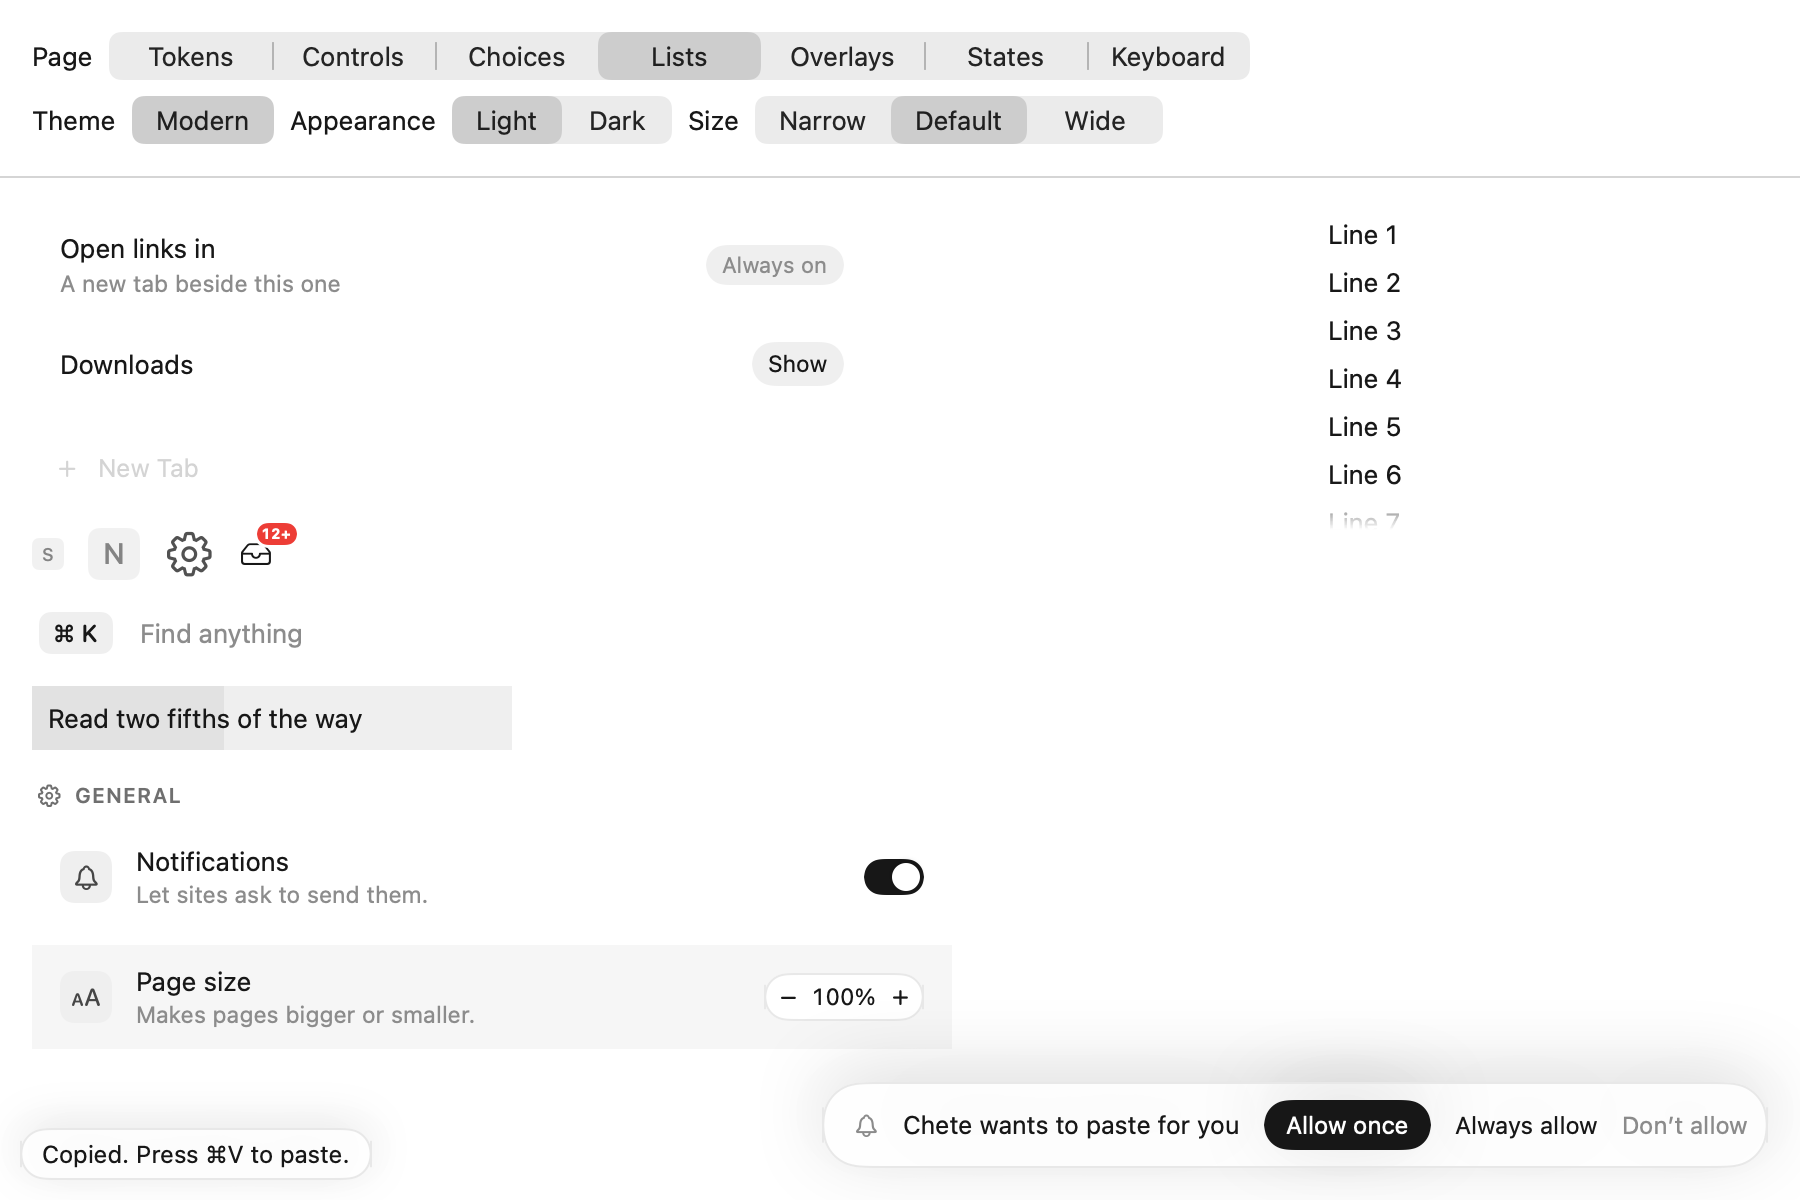 Page Tokens Controls Choices Lists Overlays States Keyboard
Theme Modern Appearance Light Dark Size Narrow Default Wide
Open links in
A new tab beside this one
Always on
Downloads
Show
+ New Tab
S N 12+
⌘ K Find anything
Read two fifths of the way
GENERAL
Notifications
Let sites ask to send them.
AA
Page size
Makes pages bigger or smaller.
− 100% +
Line 1
Line 2
Line 3
Line 4
Line 5
Line 6
Line 7
Chete wants to paste for you Allow once Always allow Don’t allow
Copied. Press ⌘V to paste.